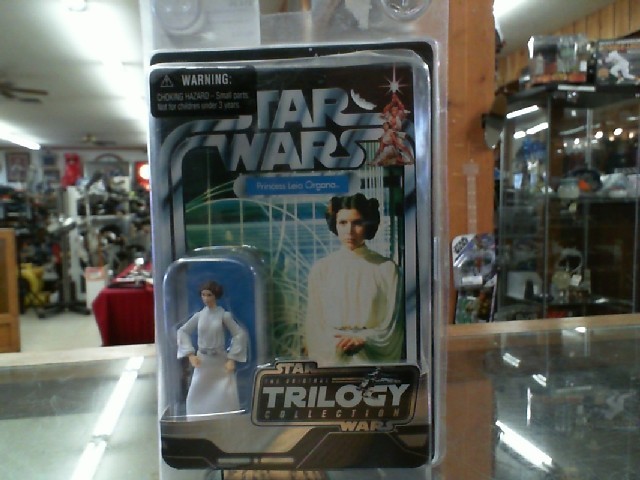 WARNING:
CHOKING HAZARD - Small parts.
Not for children under 3 years.
STAR
WARS
Princess Leia Organa
STAR
THE ORIGINAL
TRILOGY
COLLECTION
WARS